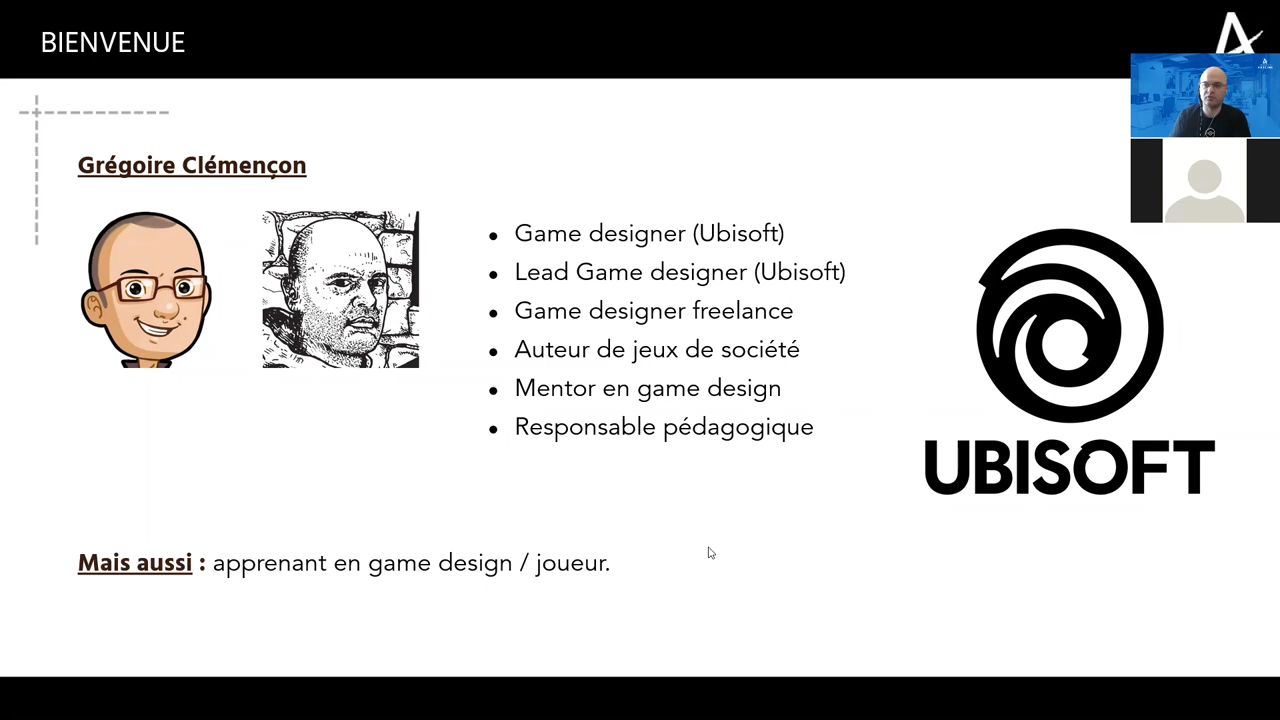 BIENVENUE
Grégoire Clémençon
• Game designer (Ubisoft)
• Lead Game designer (Ubisoft)
• Game designer freelance
• Auteur de jeux de société
• Mentor en game design
• Responsable pédagogique
UBISOFT
Mais aussi : apprenant en game design / joueur.